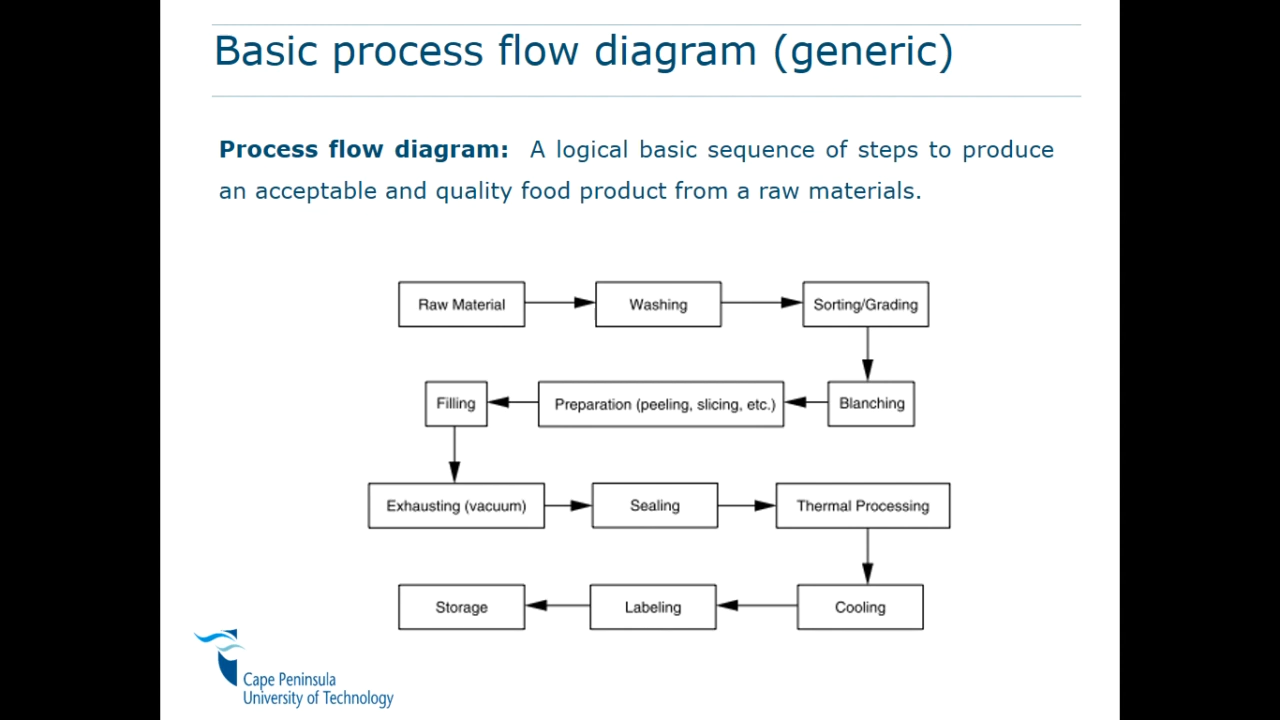 Basic process flow diagram (generic)
Process flow diagram: A logical basic sequence of steps to produce
an acceptable and quality food product from a raw materials.
Raw Material
Washing
Sorting/Grading
Blanching
Preparation (peeling, slicing, etc.)
Filling
Exhausting (vacuum)
Sealing
Thermal Processing
Cooling
Labeling
Storage
Cape Peninsula
University of Technology